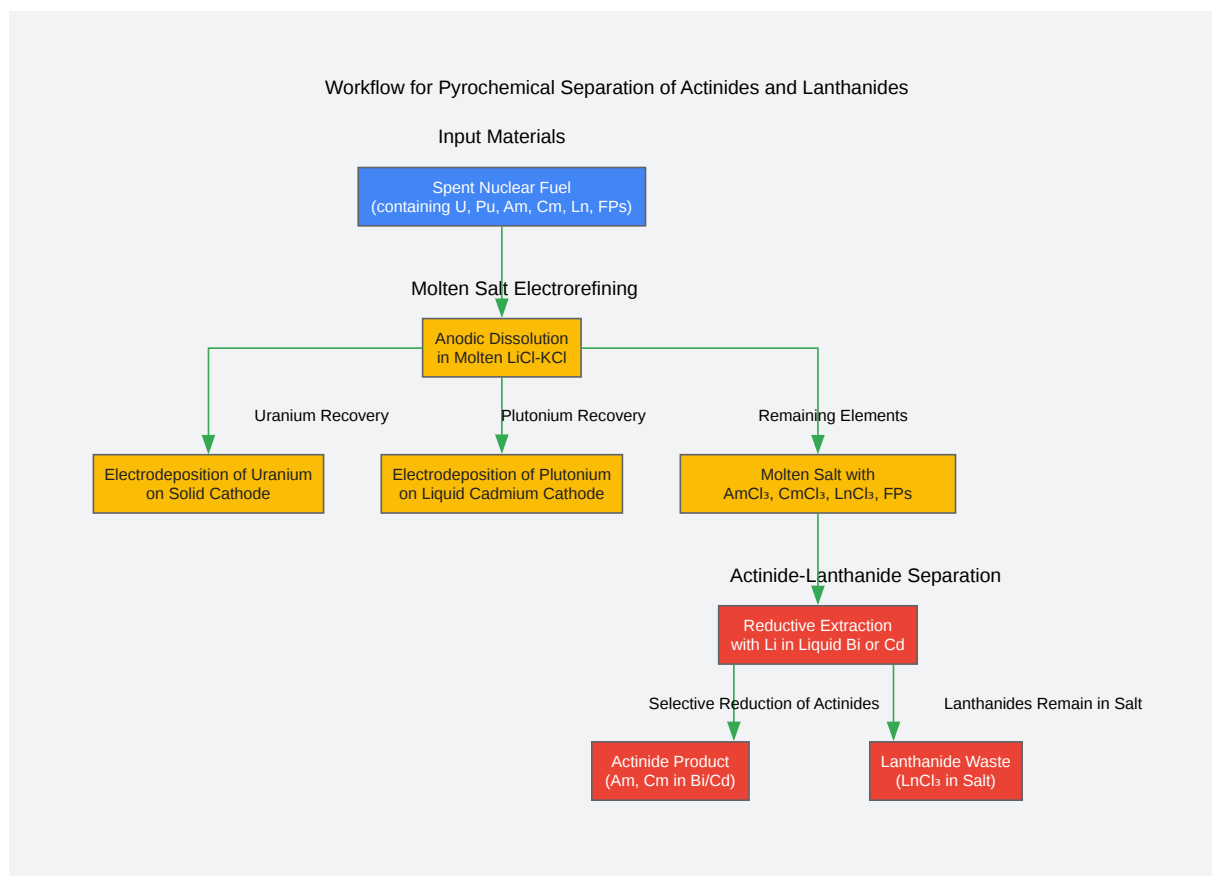 Workflow for Pyrochemical Separation of Actinides and Lanthanides
Input Materials
Spent Nuclear Fuel
(containing U, Pu, Am, Cm, Ln, FPs)
Molten Salt Electrorefining
Anodic Dissolution
in Molten LiCl-KCl
Uranium Recovery
Plutonium Recovery
Remaining Elements
Electrodeposition of Uranium
on Solid Cathode
Electrodeposition of Plutonium
on Liquid Cadmium Cathode
Molten Salt with
AmCl₃, CmCl₃, LnCl₃, FPs
Actinide-Lanthanide Separation
Reductive Extraction
with Li in Liquid Bi or Cd
Selective Reduction of Actinides
Lanthanides Remain in Salt
Actinide Product
(Am, Cm in Bi/Cd)
Lanthanide Waste
(LnCl₃ in Salt)